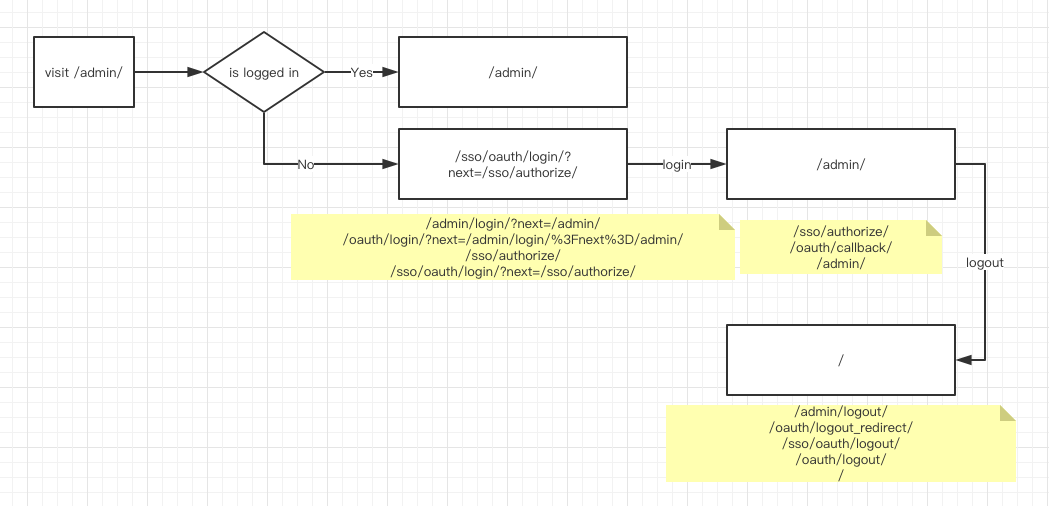 visit /admin/
is logged in
Yes
/admin/
No
/sso/oauth/login/?
next=/sso/authorize/
login
/admin/
/admin/login/?next=/admin/
/oauth/login/?next=/admin/login/%3Fnext%3D/admin/
/sso/authorize/
/sso/oauth/login/?next=/sso/authorize/
/sso/authorize/
/oauth/callback/
/admin/
logout
/
/admin/logout/
/oauth/logout_redirect/
/sso/oauth/logout/
/oauth/logout/
/